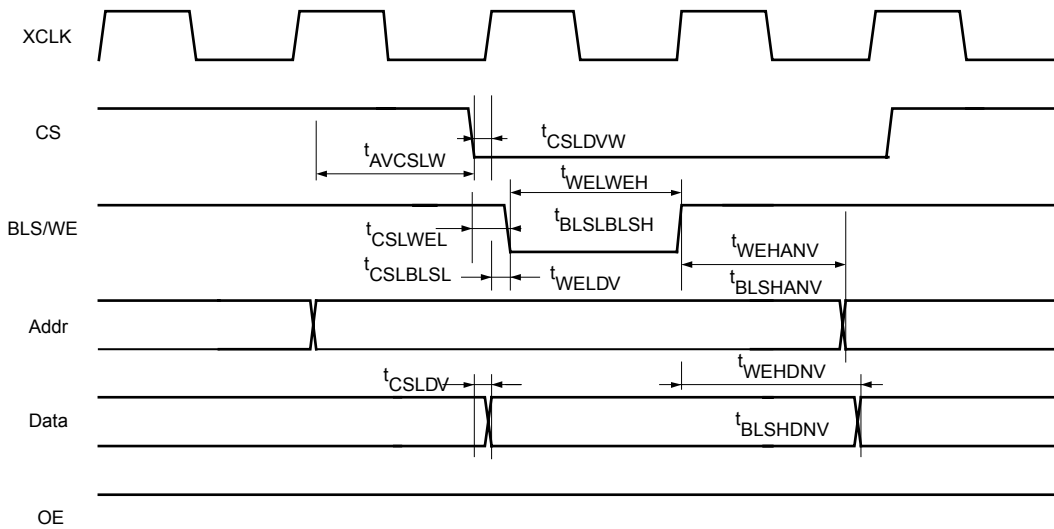 XCLK
CS
tCSLDVW
tAVCSLW
tWELWEH
BLS/WE
tCSLWEL
tBLSLBLSH
tWEHANV
tCSLBLSL
tWELDV
tBLSHANV
Addr
tCSLDV
tWEHDNV
Data
tBLSHDNV
OE